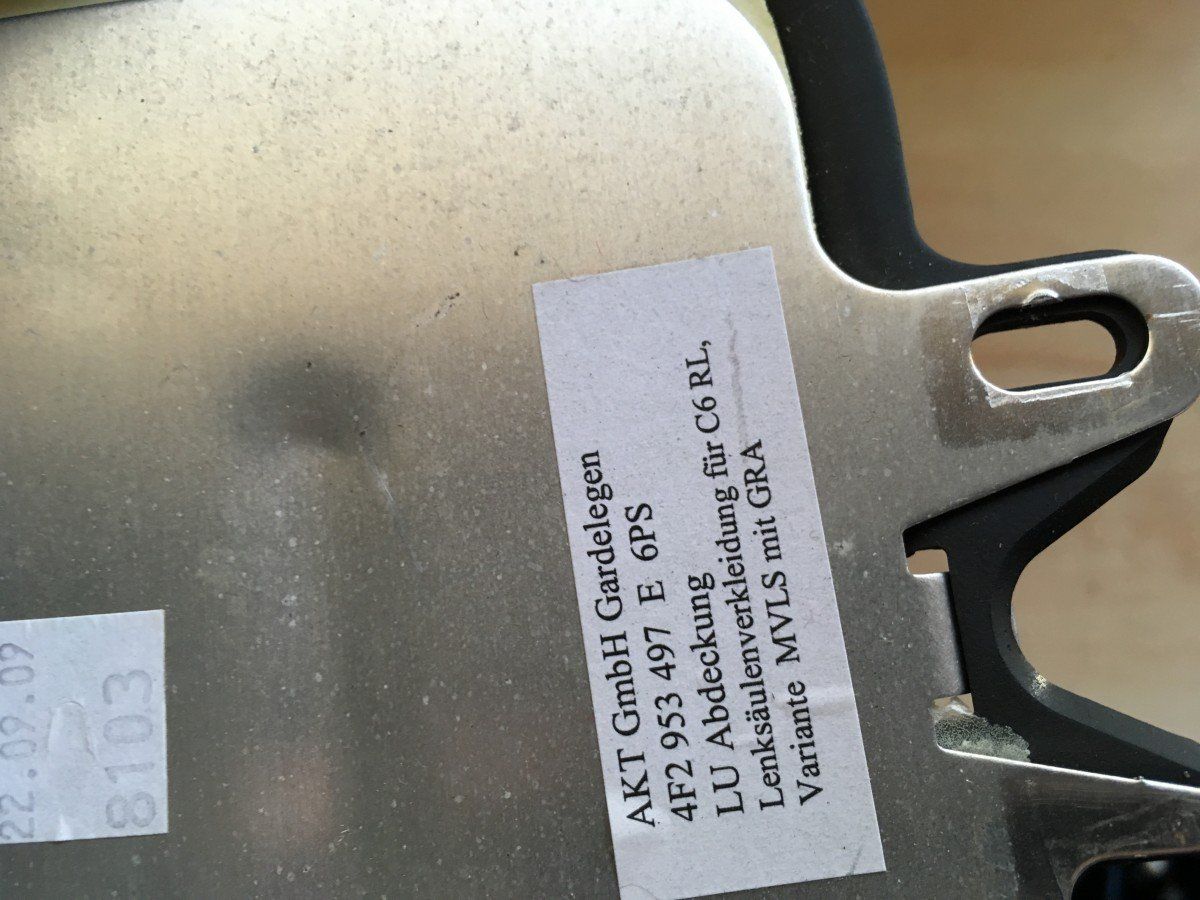 AKT GmbH Gardelegen
4F2 953 497 E 6PS
LU Abdeckung
Lenksäulenverkleidung für C6 RL,
Variante MVLS mit GRA
22.09.09
8103